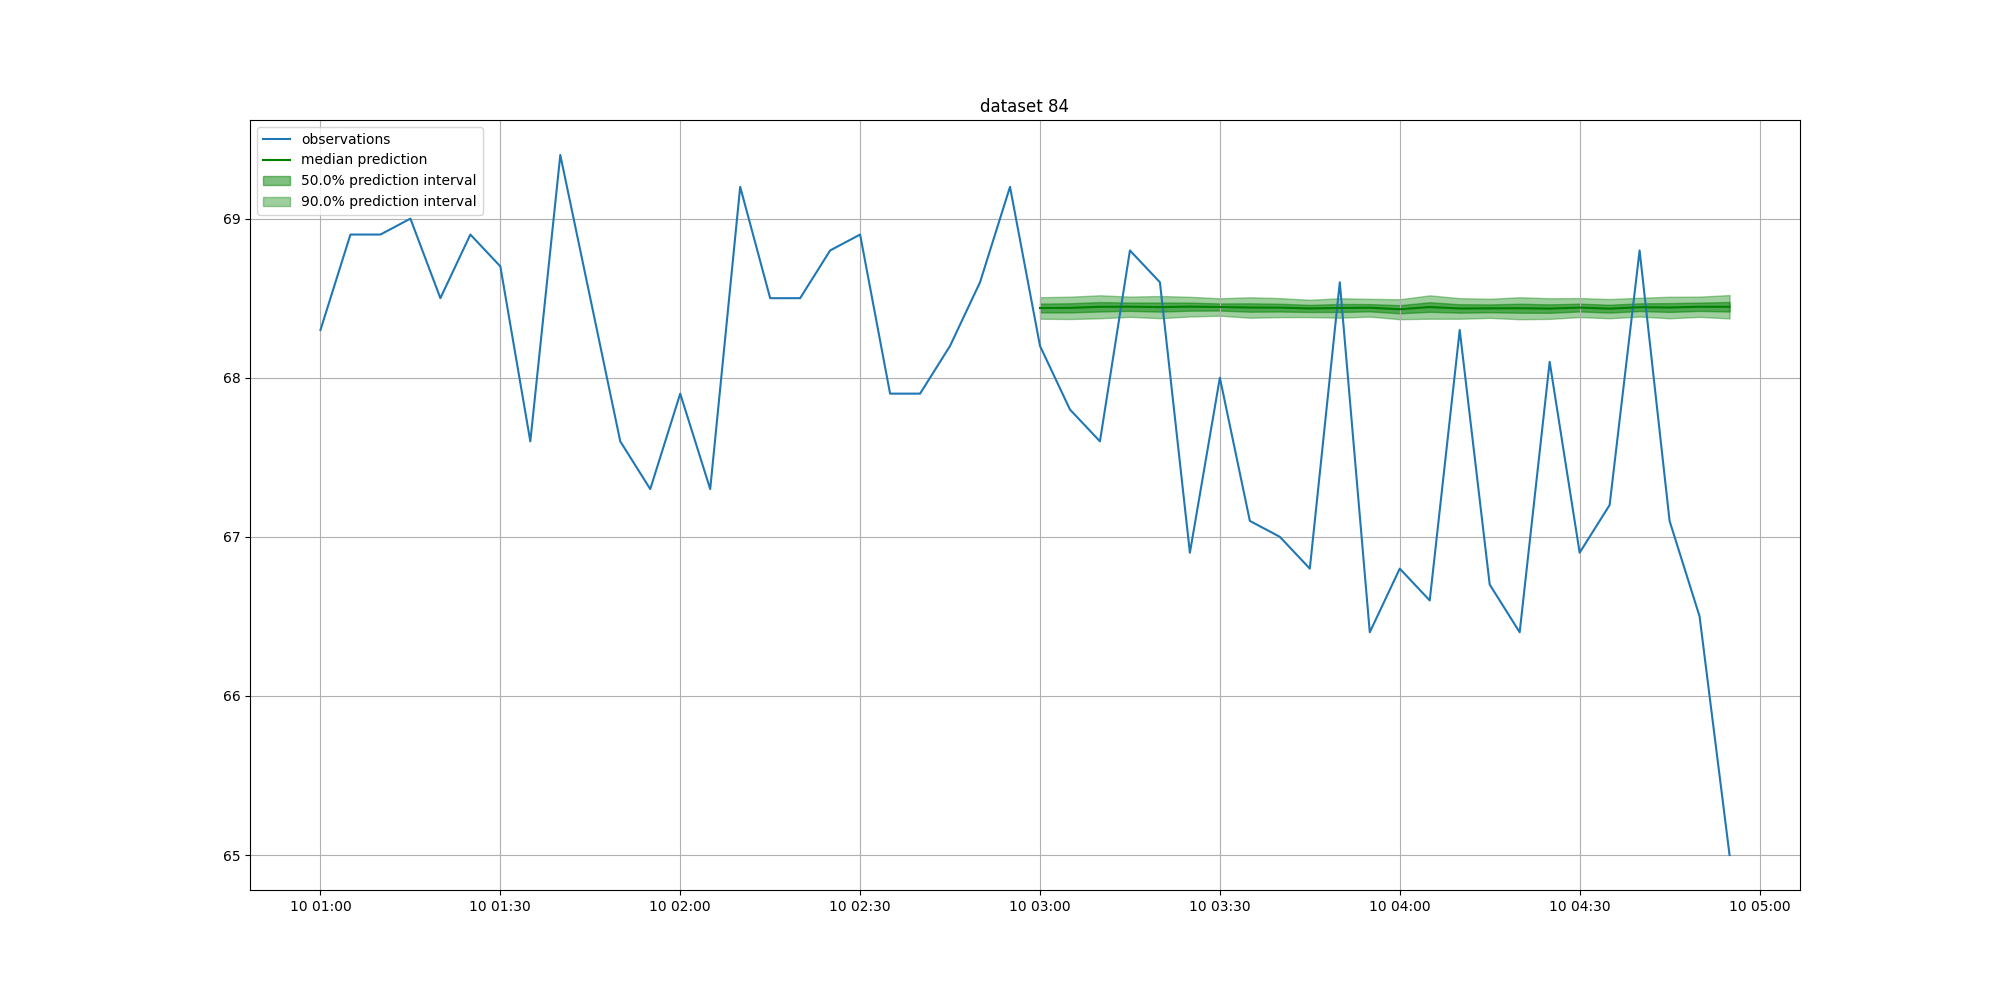 dataset 84
observations
median prediction
50.0% prediction interval
90.0% prediction interval
69
68
67
66
65
10 01:00 10 01:30 10 02:00 10 02:30 10 03:00 10 03:30 10 04:00 10 04:30 10 05:00